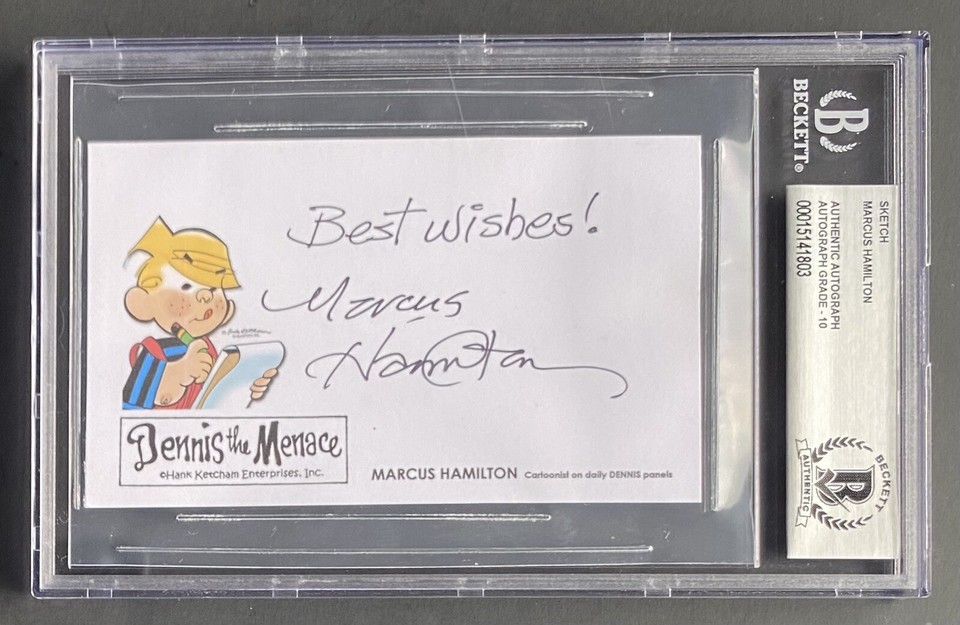 Best wishes!
Marcus
Hamilton
Dennis the Menace
©Hank Ketcham Enterprises, Inc.
MARCUS HAMILTON Cartoonist on daily DENNIS panels
B
BECKETT®
SKETCH
MARCUS HAMILTON
AUTHENTIC AUTOGRAPH
AUTOGRAPH GRADE - 10
00015141803
BECKETT
AUTHENTIC